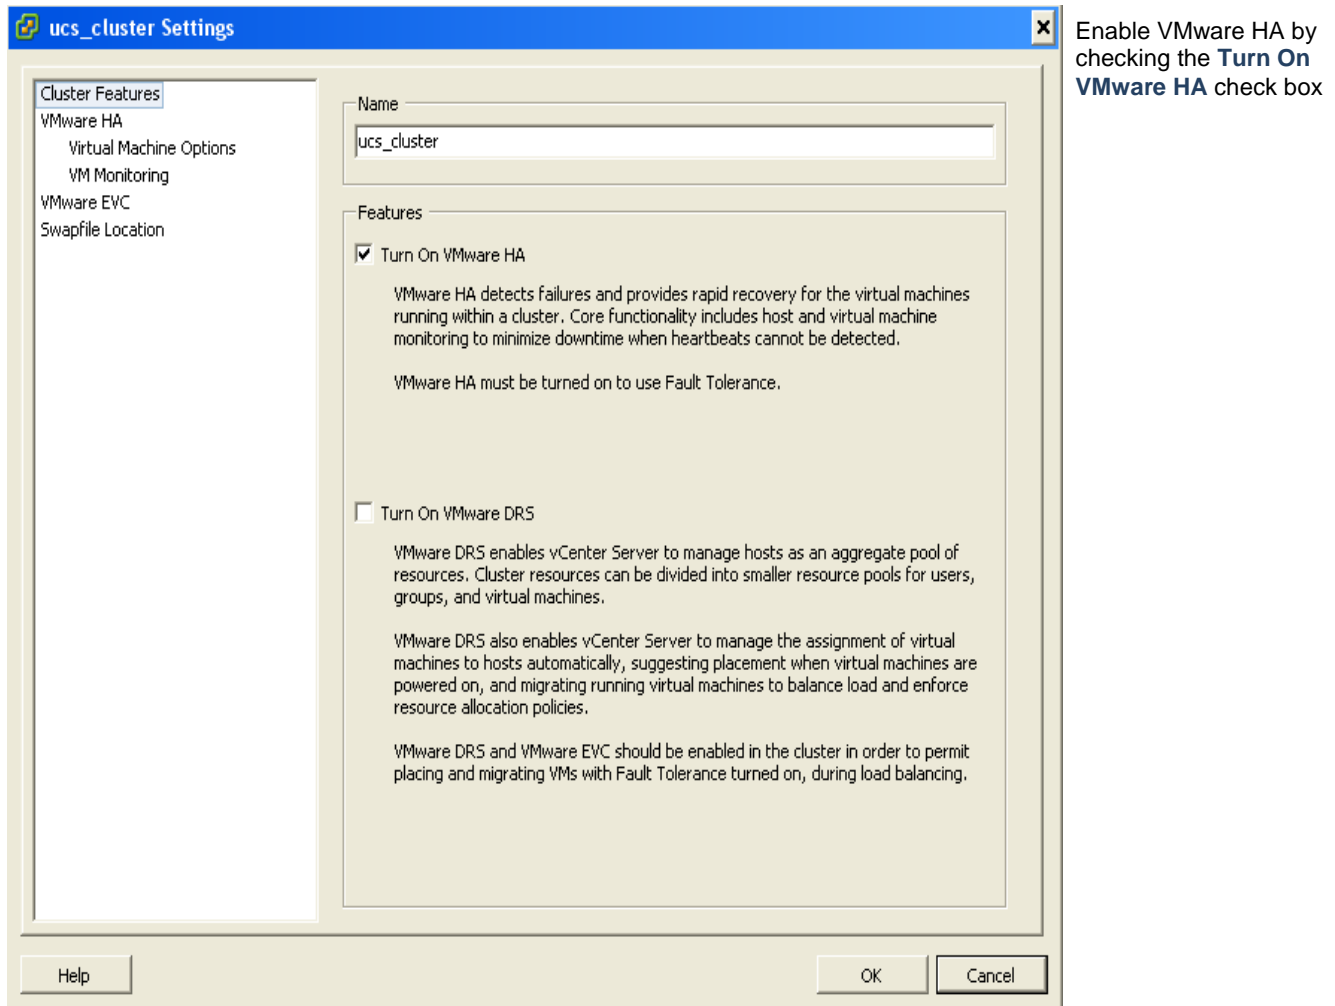 ucs_cluster Settings
Enable VMware HA by
checking the Turn On
VMware HA check box
Cluster Features
VMware HA
Virtual Machine Options
VM Monitoring
VMware EVC
Swapfile Location
Name
ucs_cluster
Features
Turn On VMware HA
VMware HA detects failures and provides rapid recovery for the virtual machines
running within a cluster. Core functionality includes host and virtual machine
monitoring to minimize downtime when heartbeats cannot be detected.
VMware HA must be turned on to use Fault Tolerance.
Turn On VMware DRS
VMware DRS enables vCenter Server to manage hosts as an aggregate pool of
resources. Cluster resources can be divided into smaller resource pools for users,
groups, and virtual machines.
VMware DRS also enables vCenter Server to manage the assignment of virtual
machines to hosts automatically, suggesting placement when virtual machines are
powered on, and migrating running virtual machines to balance load and enforce
resource allocation policies.
VMware DRS and VMware EVC should be enabled in the cluster in order to permit
placing and migrating VMs with Fault Tolerance turned on, during load balancing.
Help
OK
Cancel